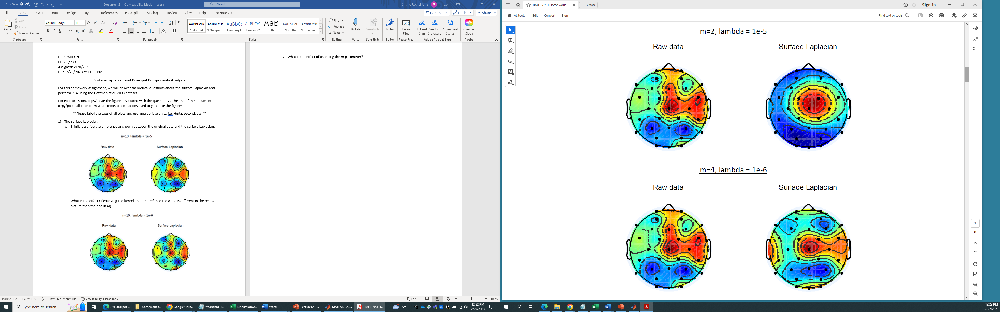 AutoSave Off
Document3 - Compatibility Mode - Word
Search
Smith, Rachel June SR
File Home Insert Draw Design Layout References Paperpile Mailings Review View Help EndNote 20
Comments Editing Share
Paste
Cut
Copy
Format Painter
Clipboard
Calibri (Body) 11
Font
Paragraph
AaBbCcDc AaBbCcDc AaBbCc AaBbCcC AaB AaBbCcC AaBbCcDc
¶ Normal ¶ No Spac... Heading 1 Heading 2 Title Subtitle Subtle Em...
Styles
Find
Replace
Select
Editing
Dictate
Voice
Sensitivity
Sensitivity
Editor
Editor
Reuse Files
Reuse Files
Fill and Sign
Send for Signature
Agreement Status
Adobe Acrobat Sign
Creative Cloud
Adobe
Homework 7:
EE 638/738
Assigned: 2/20/2023
Due: 2/26/2023 at 11:59 PM
Surface Laplacian and Principal Components Analysis
For this homework assignment, we will answer theoretical questions about the surface Laplacian and
perform PCA using the Hoffman et al. 2008 dataset.
For each question, copy/paste the figure associated with the question. At the end of the document,
copy/paste all code from your scripts and functions used to generate the figures.
**Please label the axes of all plots and use appropriate units, i.e. Hertz, second, etc.**
1) The surface Laplacian
a. Briefly describe the difference as shown between the original data and the surface Laplacian.
n=10, lambda = 1e-5
Raw data Surface Laplacian
b. What is the effect of changing the lambda parameter? See the value is different in the below
picture than the one in (a).
n=10, lambda = 1e-6
Raw data Surface Laplacian
c. What is the effect of changing the m parameter?
Page 2 of 2 137 words Text Predictions: On Accessibility: Unavailable
Focus
100%
BME+295+Homework+...
Create
Sign in
All tools Edit Convert Sign
Find text or tools
m=2, lambda = 1e-5
Raw data Surface Laplacian
m=4, lambda = 1e-6
Raw data Surface Laplacian
2
8
Type here to search
7869.full.pdf ...
homework s...
Google Chro...
*Standard-1...
DiscussionGr...
Word
Lecture12 - ...
MATLAB R20...
BME+295+H...
72°F
12:22 PM
2/27/2023
12:22 PM
2/27/2023